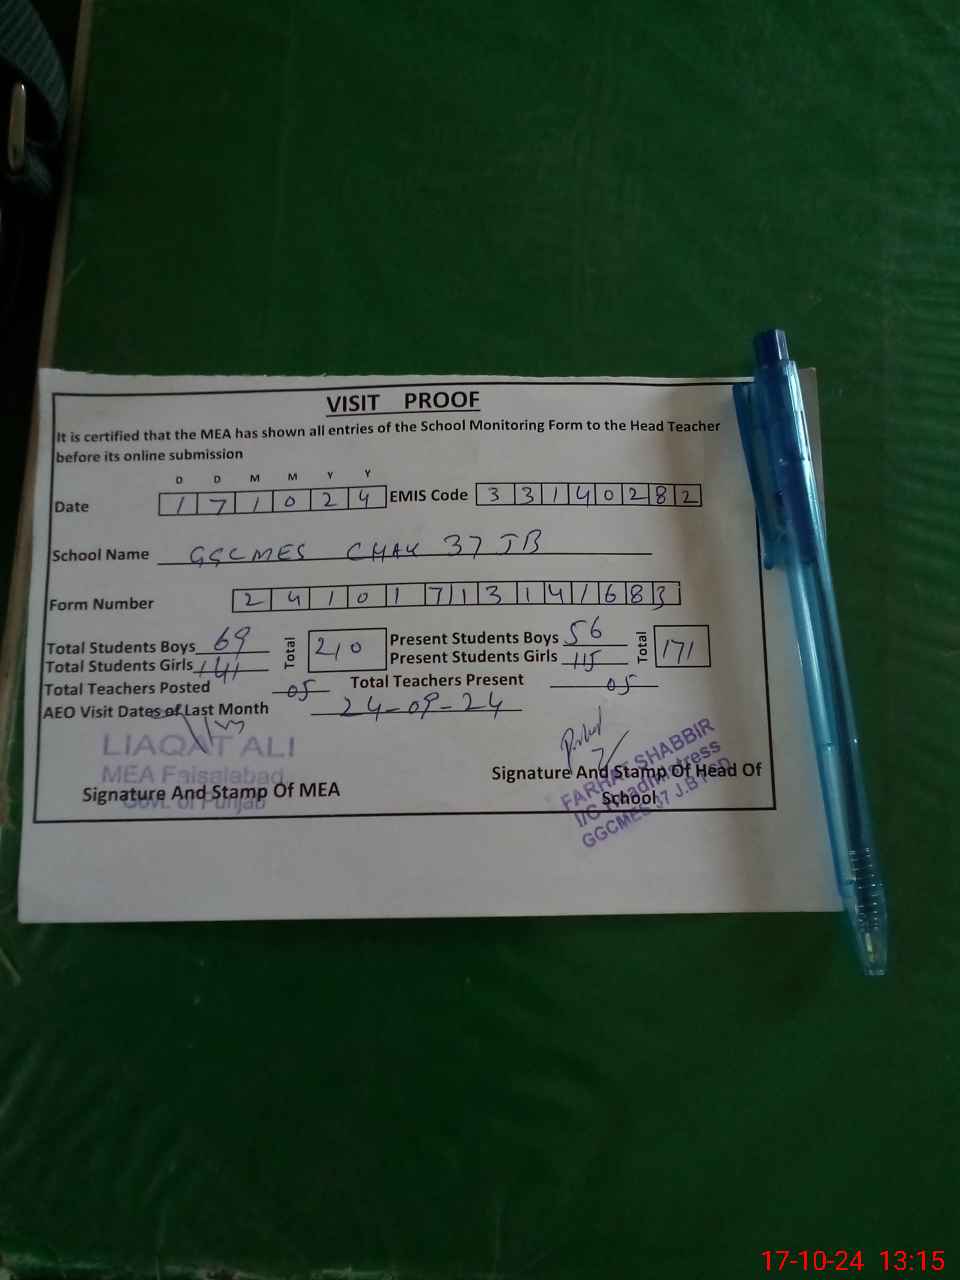 VISIT PROOF
It is certified that the MEA has shown all entries of the School Monitoring Form to the Head Teacher
before its online submission
D D M M Y Y
Date 1 7 1 0 2 4 EMIS Code 3 3 1 4 0 2 8 2
School Name GGCMES CHAK 37 JB
Form Number 2 4 1 0 1 7 1 3 1 4 1 6 8 3
Total Students Boys 69 Total 210 Present Students Boys 56 Total 171
Total Students Girls 141 Present Students Girls 115
Total Teachers Posted 05 Total Teachers Present 05
AEO Visit Dates of Last Month 24-09-24
LIAQAT ALI
MEA Faisalabad
Govt. of Punjab
Signature And Stamp Of MEA
Signature And Stamp Of Head Of
School
FARHAT SHABBIR
I/C Headmistress
GGCMES 37 J.B FSD
17-10-24 13:15